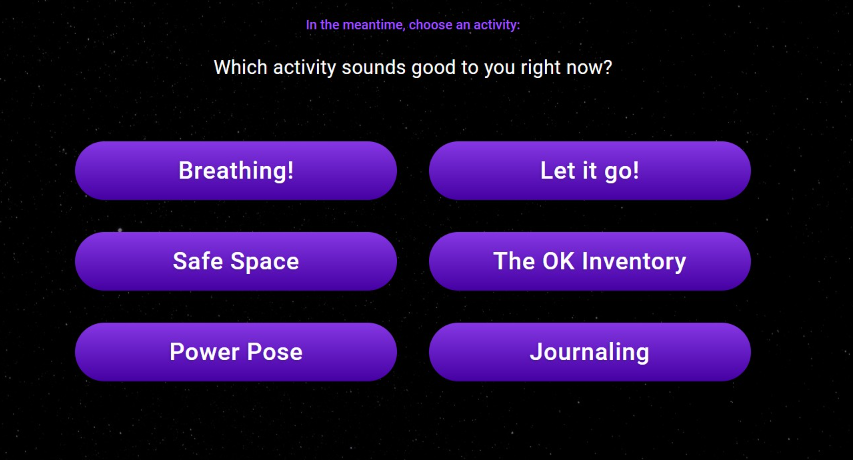 In the meantime, choose an activity:
Which activity sounds good to you right now?
Breathing!
Let it go!
Safe Space
The OK Inventory
Power Pose
Journaling